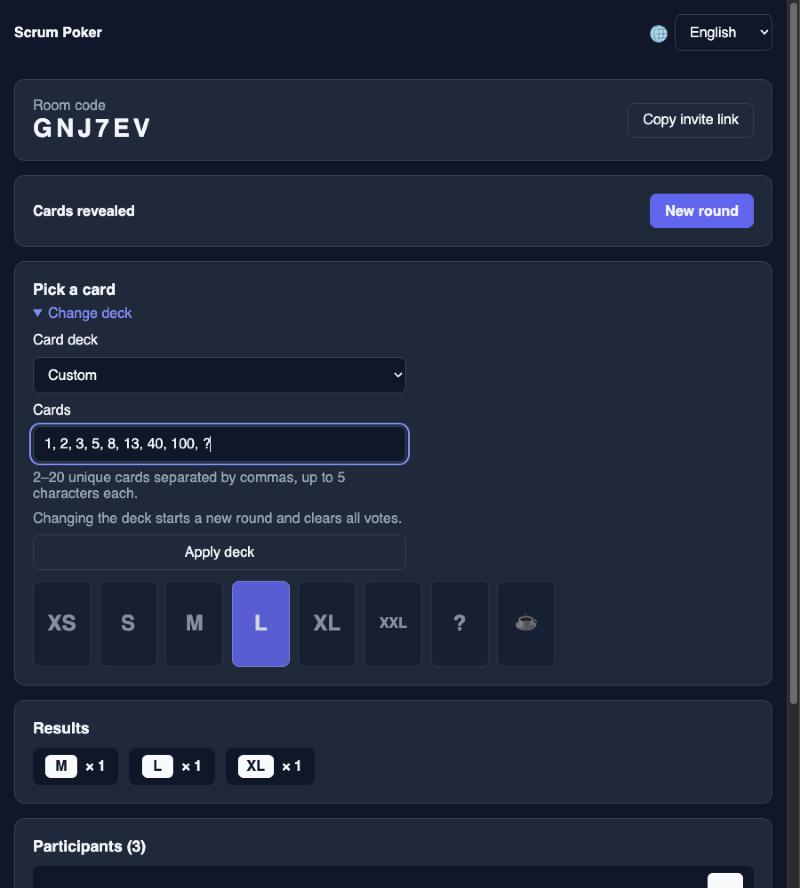 Scrum Poker
English
Room code
GNJ7EV
Copy invite link
Cards revealed
New round
Pick a card
▼ Change deck
Card deck
Custom
Cards
1, 2, 3, 5, 8, 13, 40, 100, ?
2–20 unique cards separated by commas, up to 5
characters each.
Changing the deck starts a new round and clears all votes.
Apply deck
XS S M L XL XXL ?
Results
M × 1 L × 1 XL × 1
Participants (3)